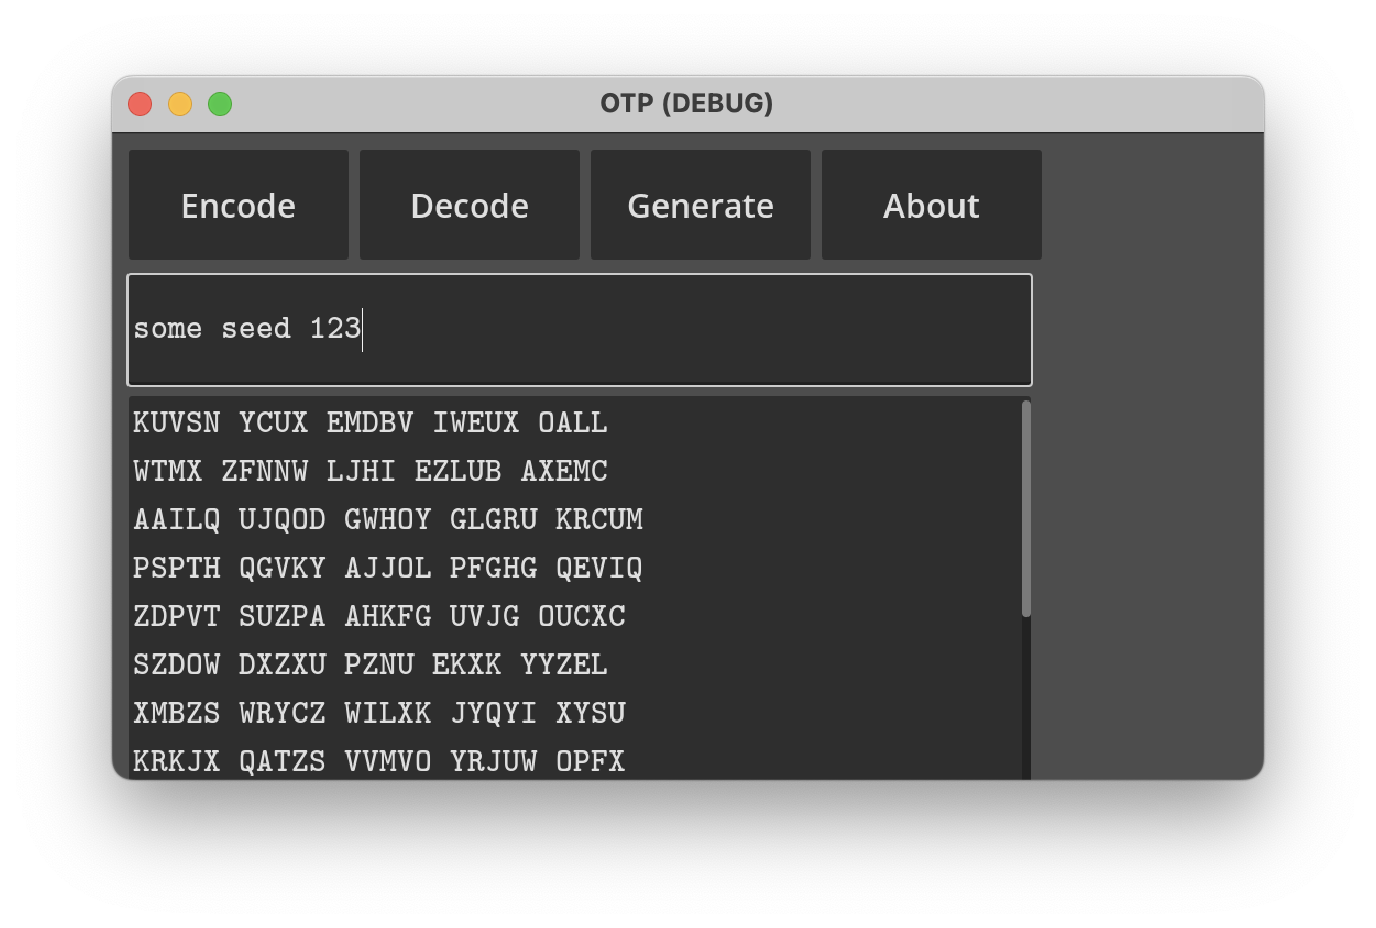 OTP (DEBUG)
Encode Decode Generate About
some seed 123
KUVSN YCUX EMDBV IWEUX OALL
WTMX ZFNNW LJHI EZLUB AXEMC
AAILQ UJQOD GWHOY GLGRU KRCUM
PSPTH QGVKY AJJOL PFGHG QEVIQ
ZDPVT SUZPA AHKFG UVJG OUCXC
SZDOW DXZXU PZNU EKXK YYZEL
XMBZS WRYCZ WILXK JYQYI XYSU
KRKJX QATZS VVMVO YRJUW OPFX